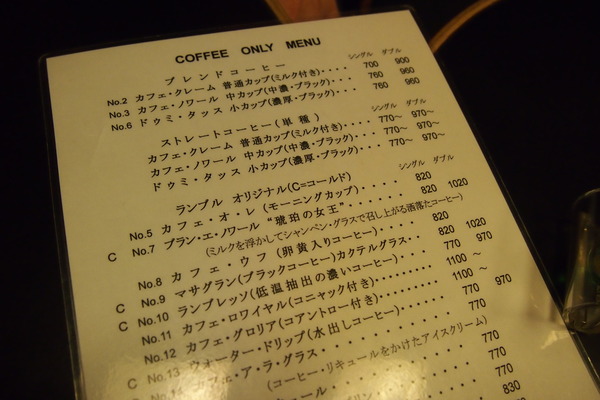 COFFEE ONLY MENU
ブレンドコーヒー シングル ダブル
No.2 カフェ・クレーム 普通カップ(ミルク付き)・・・・ 700 900
No.3 カフェ・ノワール 中カップ(中濃・ブラック)・・・・ 760 960
No.6 ドゥミ・タッス 小カップ(濃厚・ブラック)・・・・ 760 960
ストレートコーヒー(単 種) シングル ダブル
カフェ・クレーム 普通カップ(ミルク付き)・・・・ 770〜 970〜
カフェ・ノワール 中カップ(中濃・ブラック)・・・・ 770〜 970〜
ドゥミ・タッス 小カップ(濃厚・ブラック)・・・・ 770〜 970〜
ランブル オリジナル(C=コールド) シングル ダブル
No.5 カフェ・オ・レ (モーニングカップ)・・・・・ 820
C No.7 ブラン・エ・ノワール “琥珀の女王”・・・・・・ 820 1020
(ミルクを浮かしてシャンペン・グラスで召し上がる洒落たコーヒー)
No.8 カフェ・ウフ (卵黄入りコーヒー)・・・・・ 820
C No.9 マサグラン(ブラックコーヒー)カクテルグラス・・ 820 1020
C No.10 ランブレッソ(低温抽出の濃いコーヒー)・・・・ 770 970
No.11 カフェ・ロワイヤル(コニャック付き)・・・・・ 1100 〜
No.12 カフェ・グロリア(コアントロー付き)・・・・・ 1100 〜
C No.13 ウォーター・ドリップ(水出しコーヒー)・・・・ 770 970
カフェ・ア・ラ・グラス・・・・・・・・・ 770
(コーヒー・リキュールをかけたアイスクリーム)
770
770
830